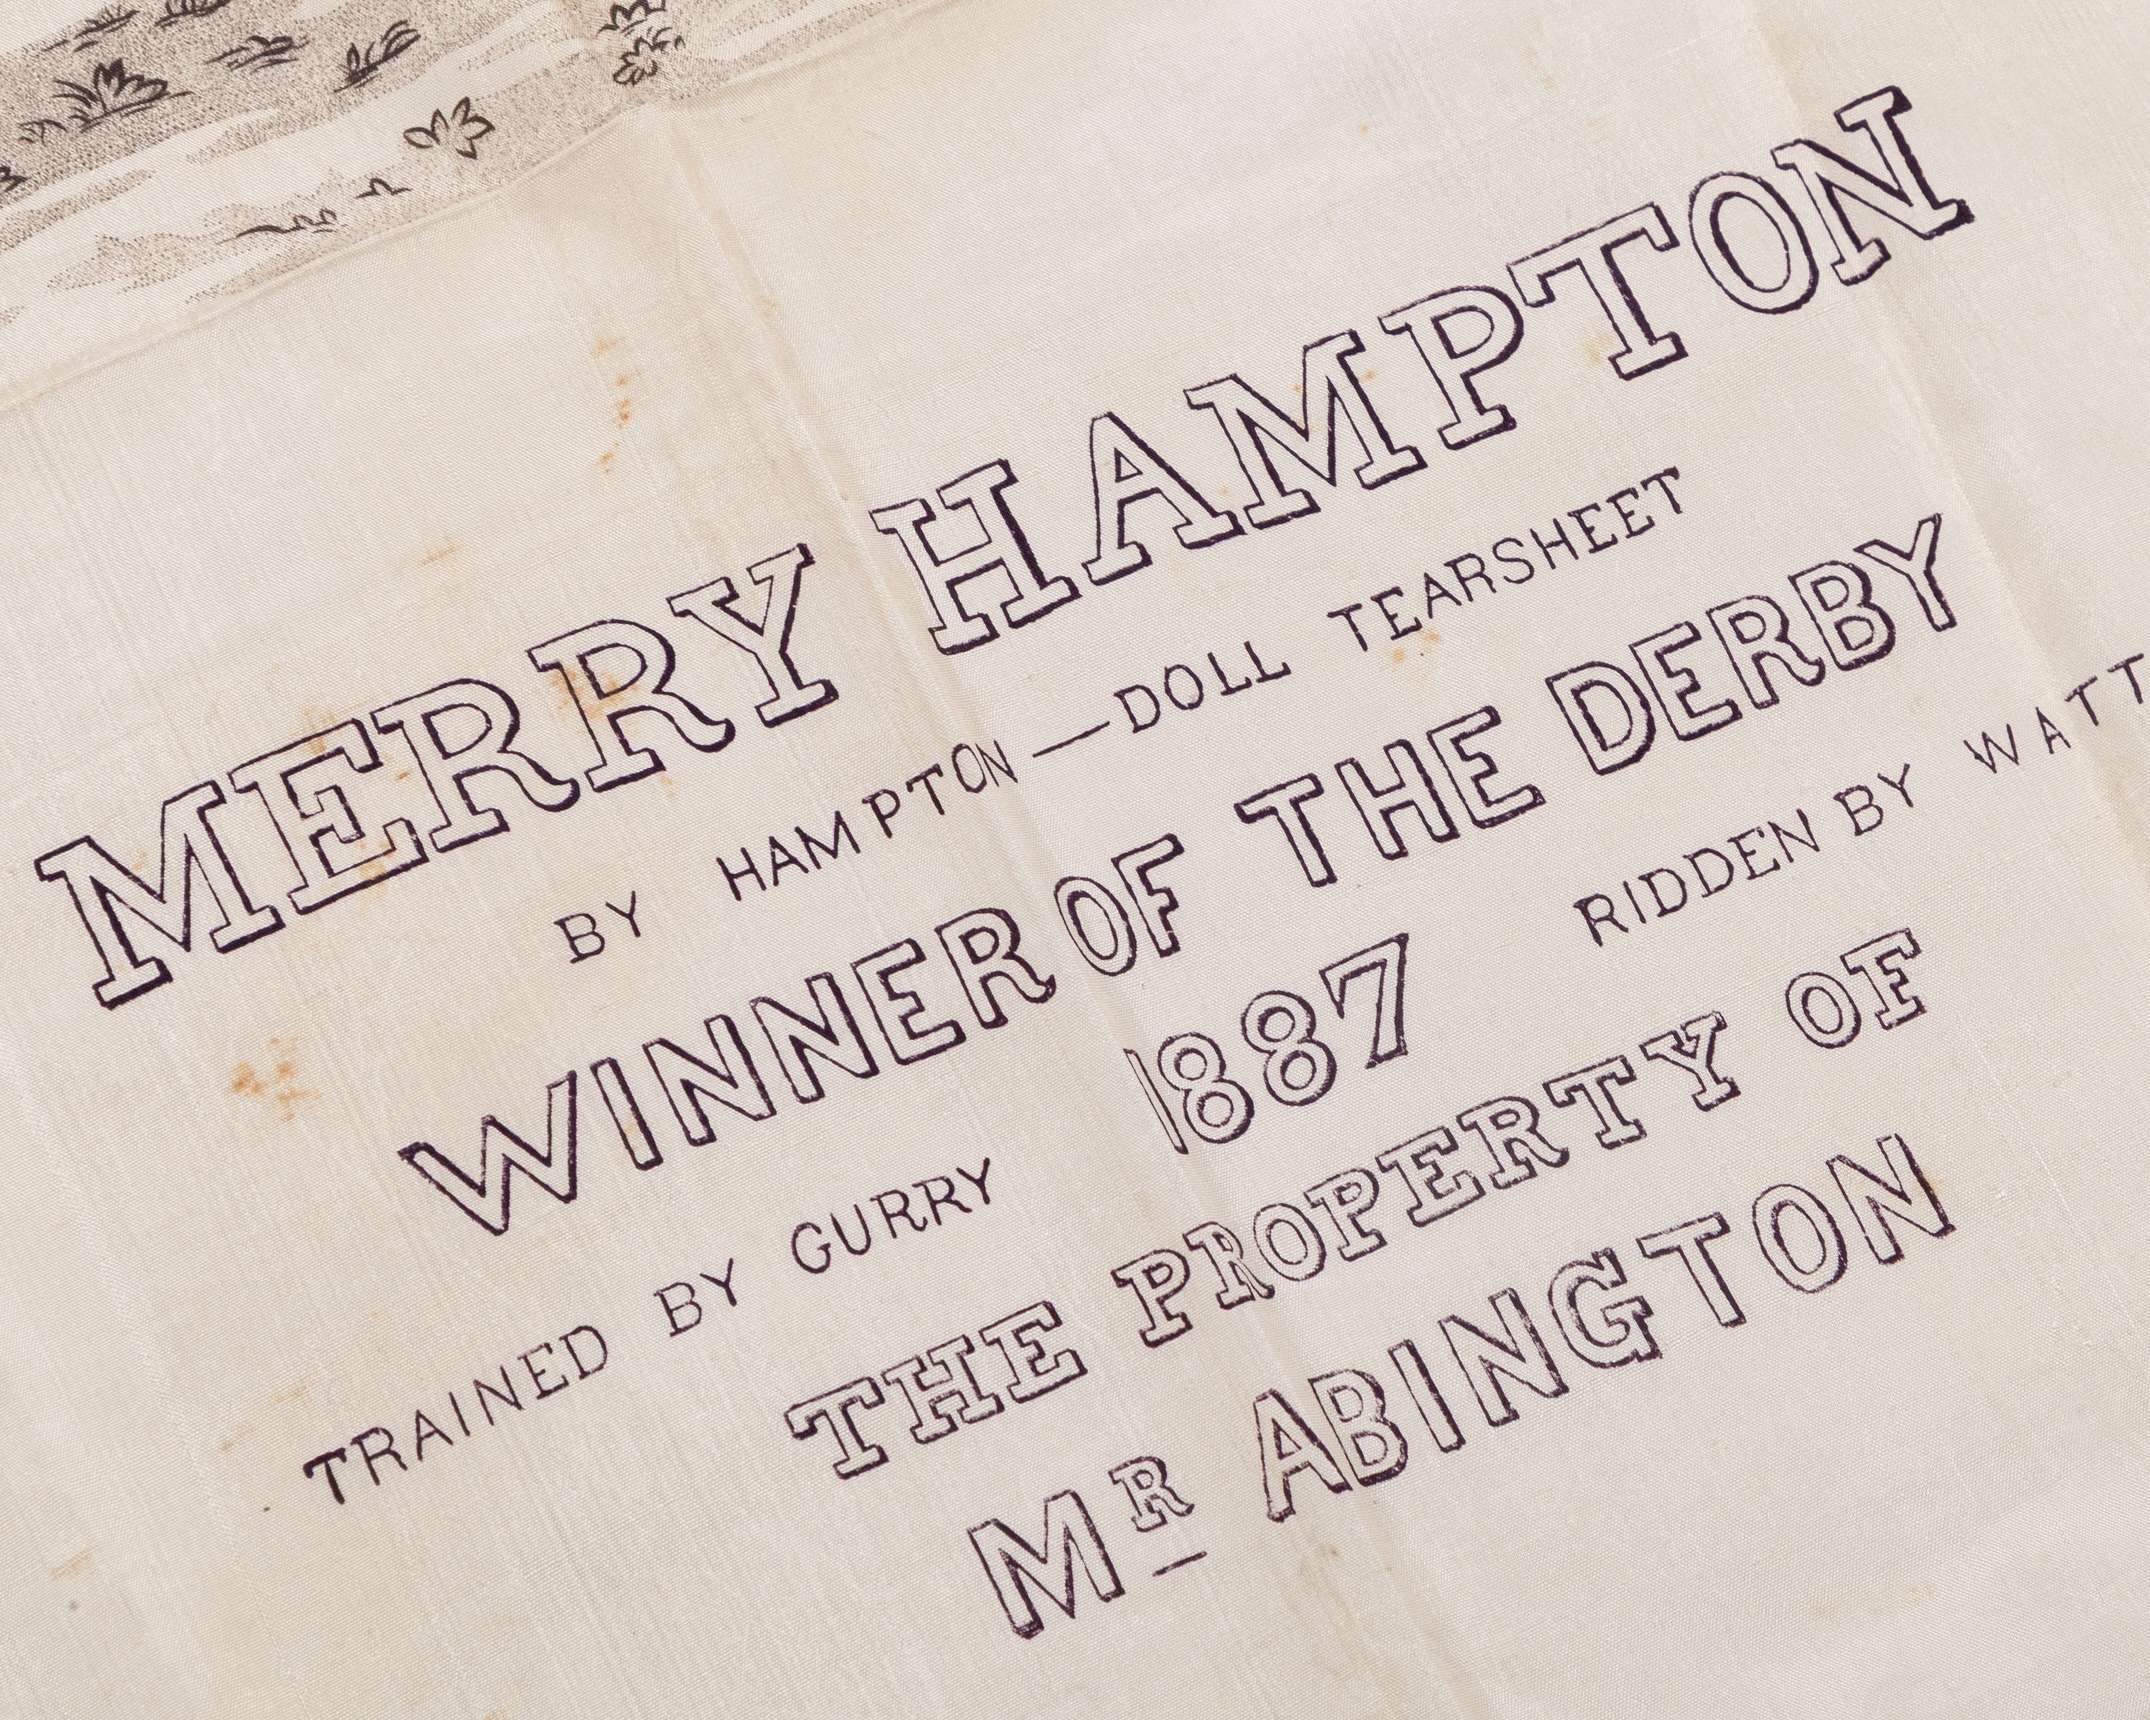 MERRY HAMPTON
BY HAMPTON—DOLL TEARSHEET
WINNER OF THE DERBY
1887
TRAINED BY GURRY RIDDEN BY WATT
THE PROPERTY OF
MR ABINGTON